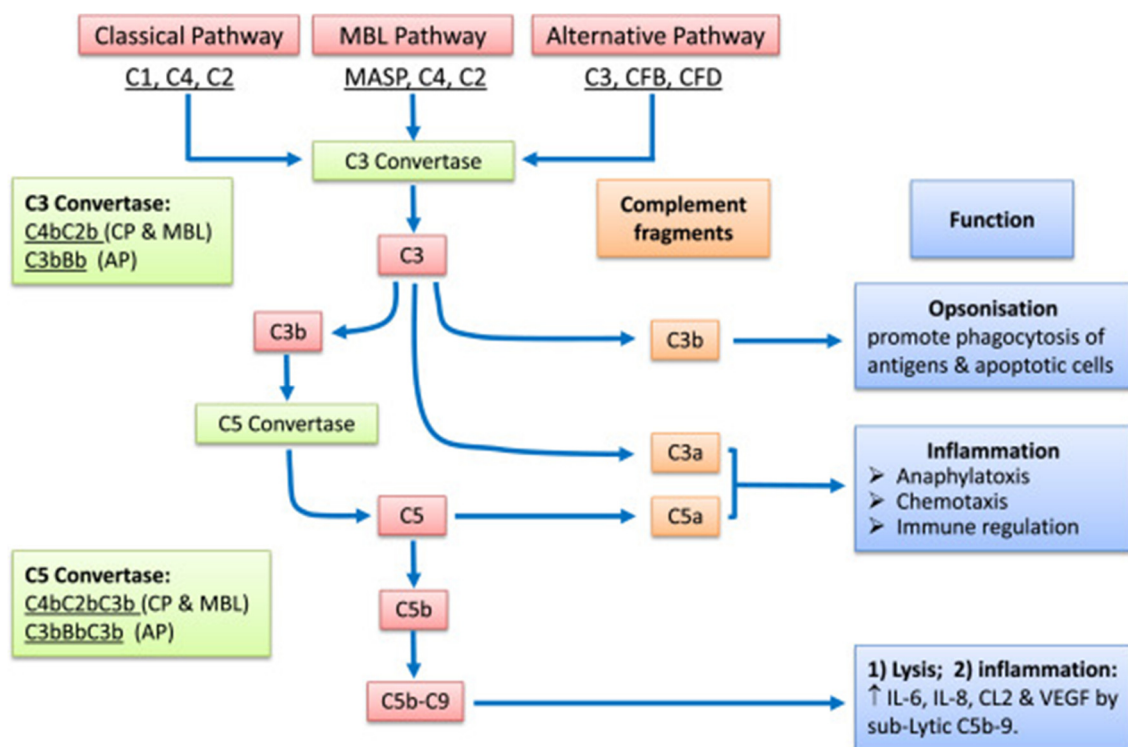 Classical Pathway
MBL Pathway
Alternative Pathway
C1, C4, C2
MASP, C4, C2
C3, CFB, CFD
C3 Convertase
C3 Convertase:
C4bC2b (CP & MBL)
C3bBb (AP)
Complement
fragments
Function
C3
C3b
C3b
Opsonisation
promote phagocytosis of
antigens & apoptotic cells
C5 Convertase
C3a
C5
C5a
Inflammation
➢ Anaphylatoxis
➢ Chemotaxis
➢ Immune regulation
C5 Convertase:
C4bC2bC3b (CP & MBL)
C3bBbC3b (AP)
C5b
C5b-C9
1) Lysis; 2) inflammation:
↑ IL-6, IL-8, CL2 & VEGF by
sub-Lytic C5b-9.